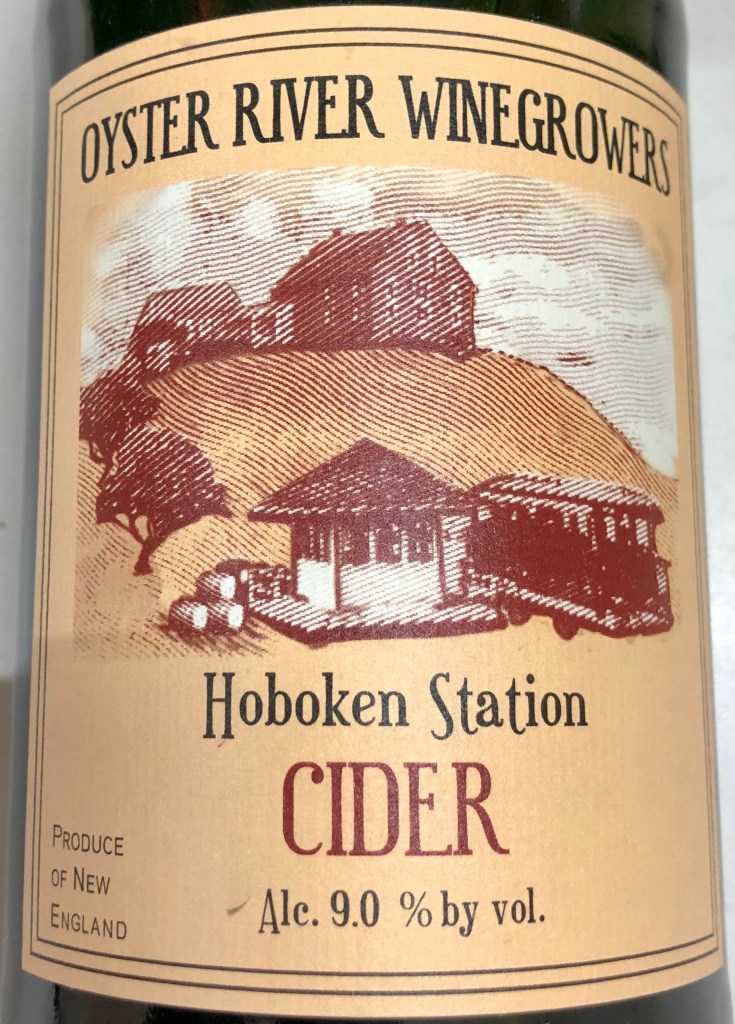 OYSTER RIVER WINEGROWERS
Hoboken Station
CIDER
PRODUCE
OF NEW
ENGLAND
Alc. 9.0 % by vol.